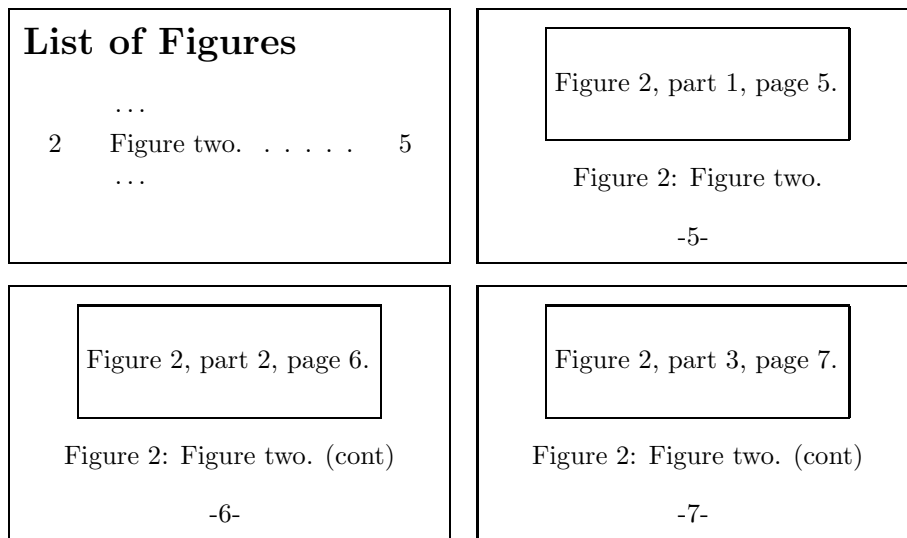 List of Figures
...
2 Figure two. . . . . . 5
...
Figure 2, part 1, page 5.
Figure 2: Figure two.
-5-
Figure 2, part 2, page 6.
Figure 2: Figure two. (cont)
-6-
Figure 2, part 3, page 7.
Figure 2: Figure two. (cont)
-7-